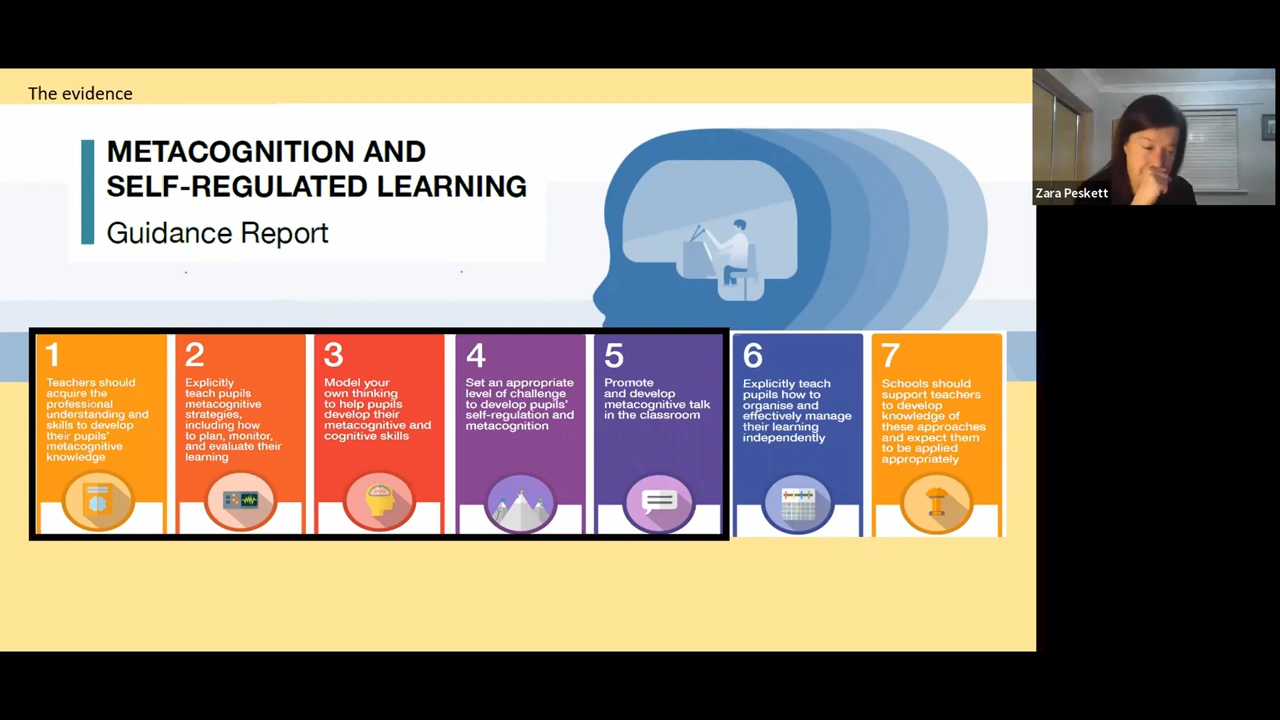 The evidence
METACOGNITION AND
SELF-REGULATED LEARNING
Guidance Report
Zara Peskett
1
Teachers should
acquire the
professional
understanding and
skills to develop
their pupils'
metacognitive
knowledge
2
Explicitly
teach pupils
metacognitive
strategies,
including how
to plan, monitor,
and evaluate their
learning
3
Model your
own thinking
to help pupils
develop their
metacognitive and
cognitive skills
4
Set an appropriate
level of challenge
to develop pupils'
self-regulation and
metacognition
5
Promote
and develop
metacognitive talk
in the classroom
6
Explicitly teach
pupils how to
organise and
effectively manage
their learning
independently
7
Schools should
support teachers
to develop
knowledge of
these approaches
and expect them
to be applied
appropriately